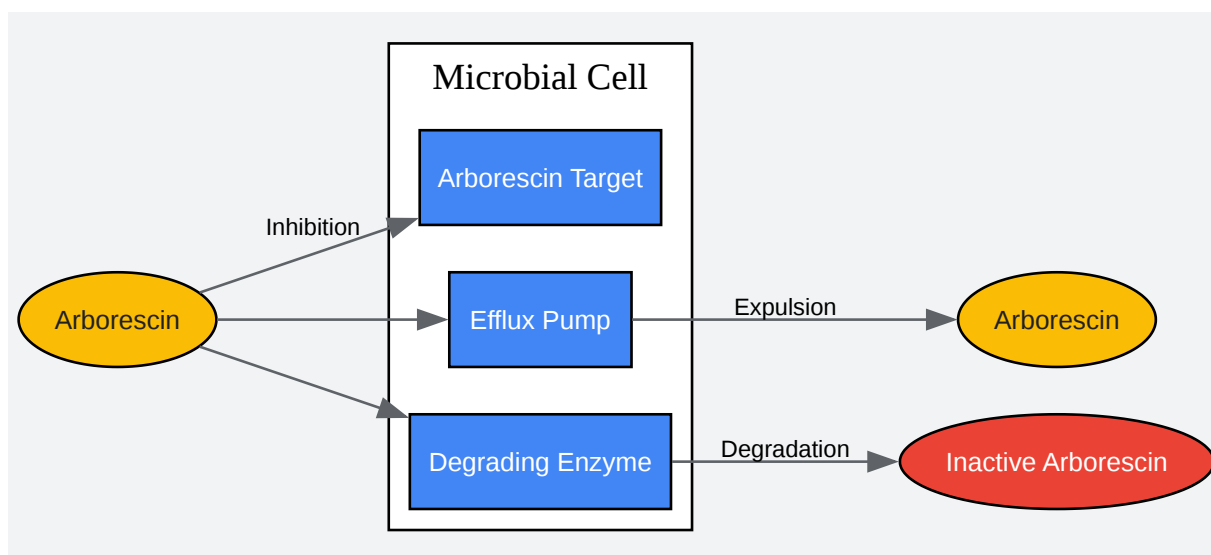 Microbial Cell
Arborescin Target
Inhibition
Arborescin
Efflux Pump
Expulsion
Arborescin
Degrading Enzyme
Degradation
Inactive Arborescin